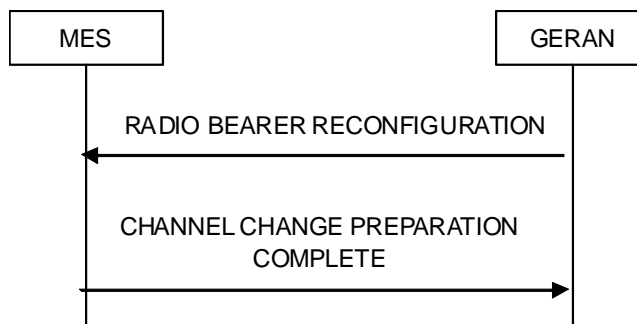 MES
GERAN
RADIO BEARER RECONFIGURATION
CHANNEL CHANGE PREPARATION
COMPLETE